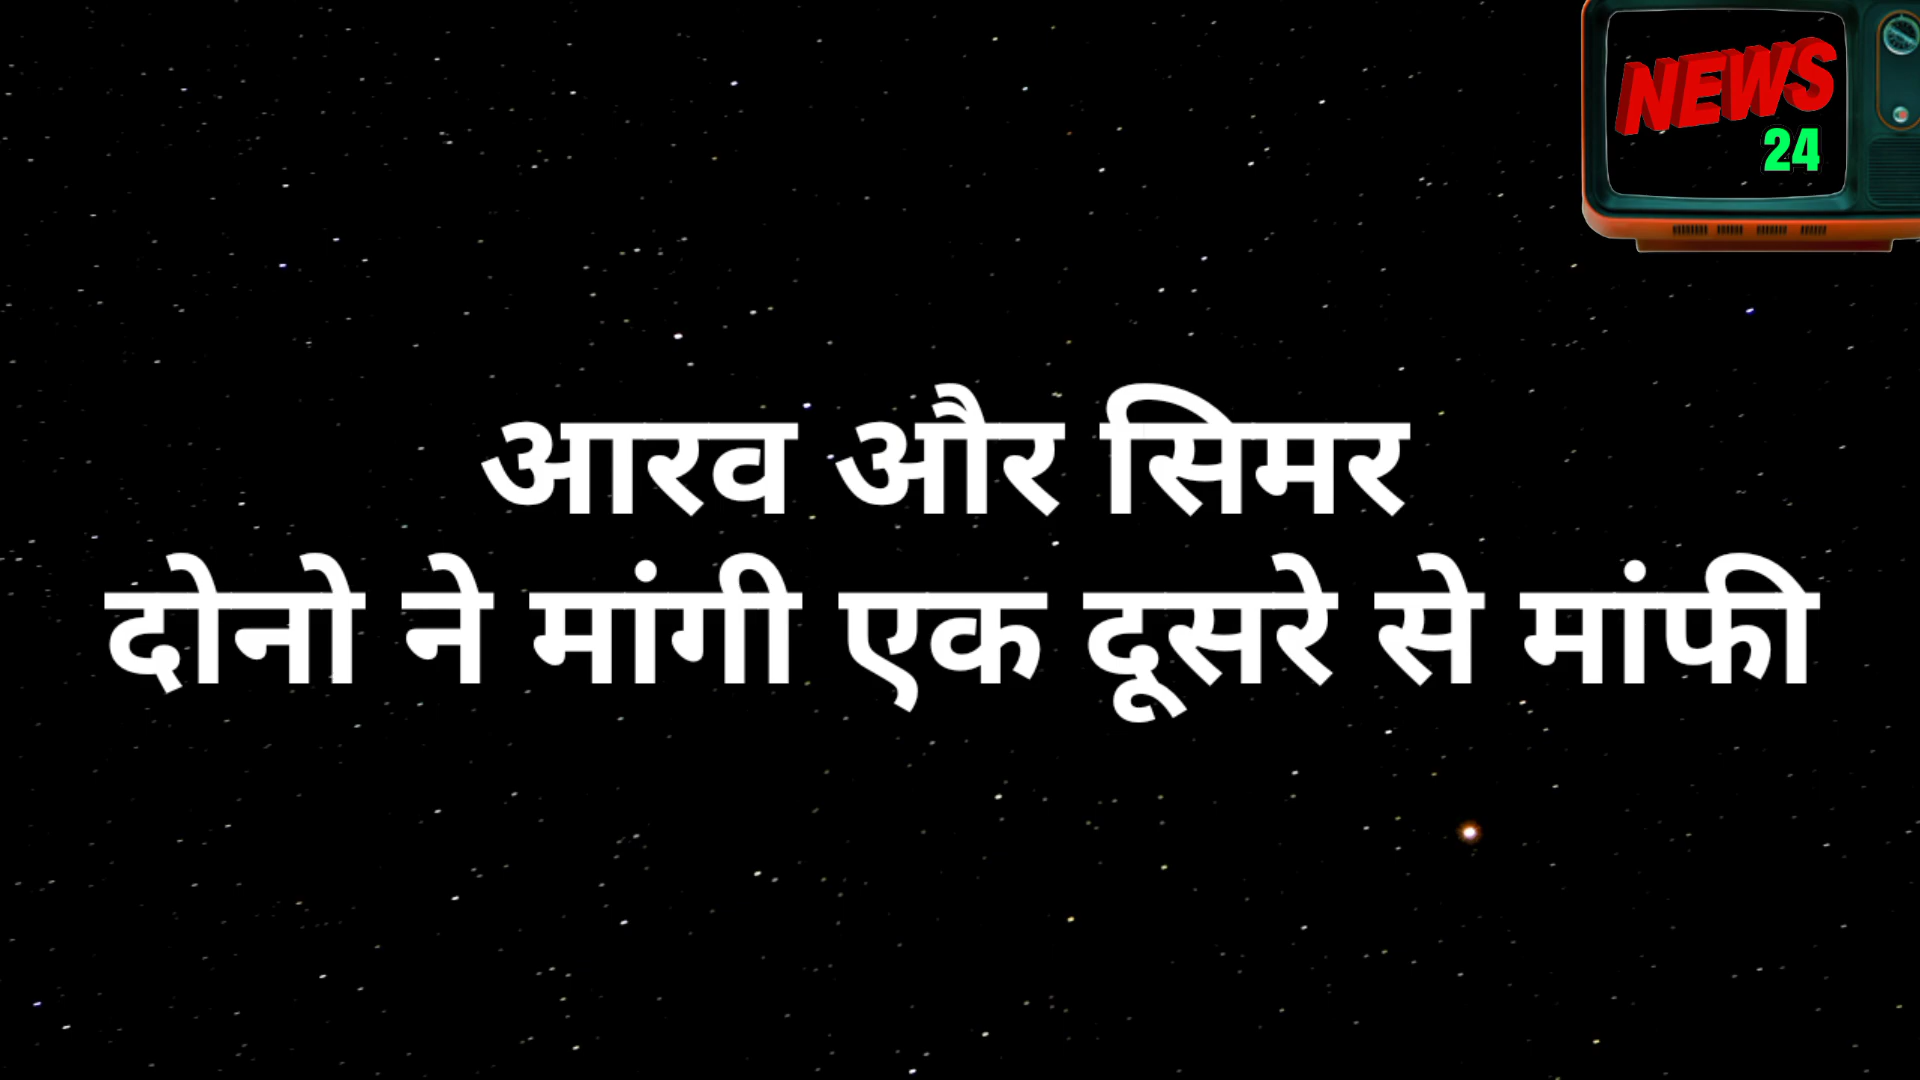 NEWS
24
आरव और सिमर
दोनो ने मांगी एक दूसरे से मांफी